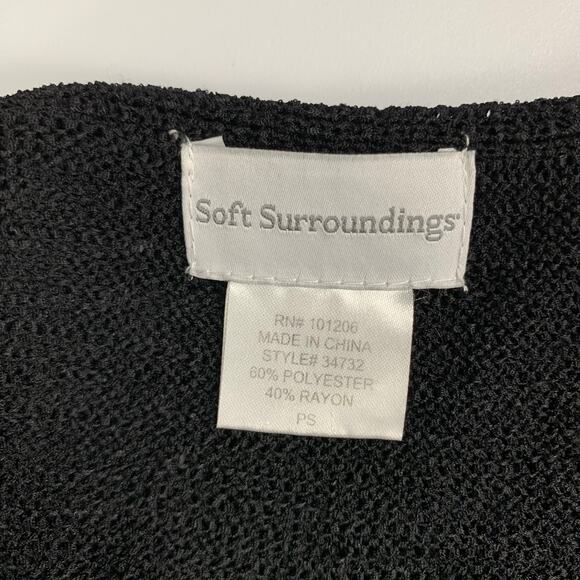 Soft Surroundings
RN# 101206
MADE IN CHINA
STYLE# 34732
60% POLYESTER
40% RAYON
PS